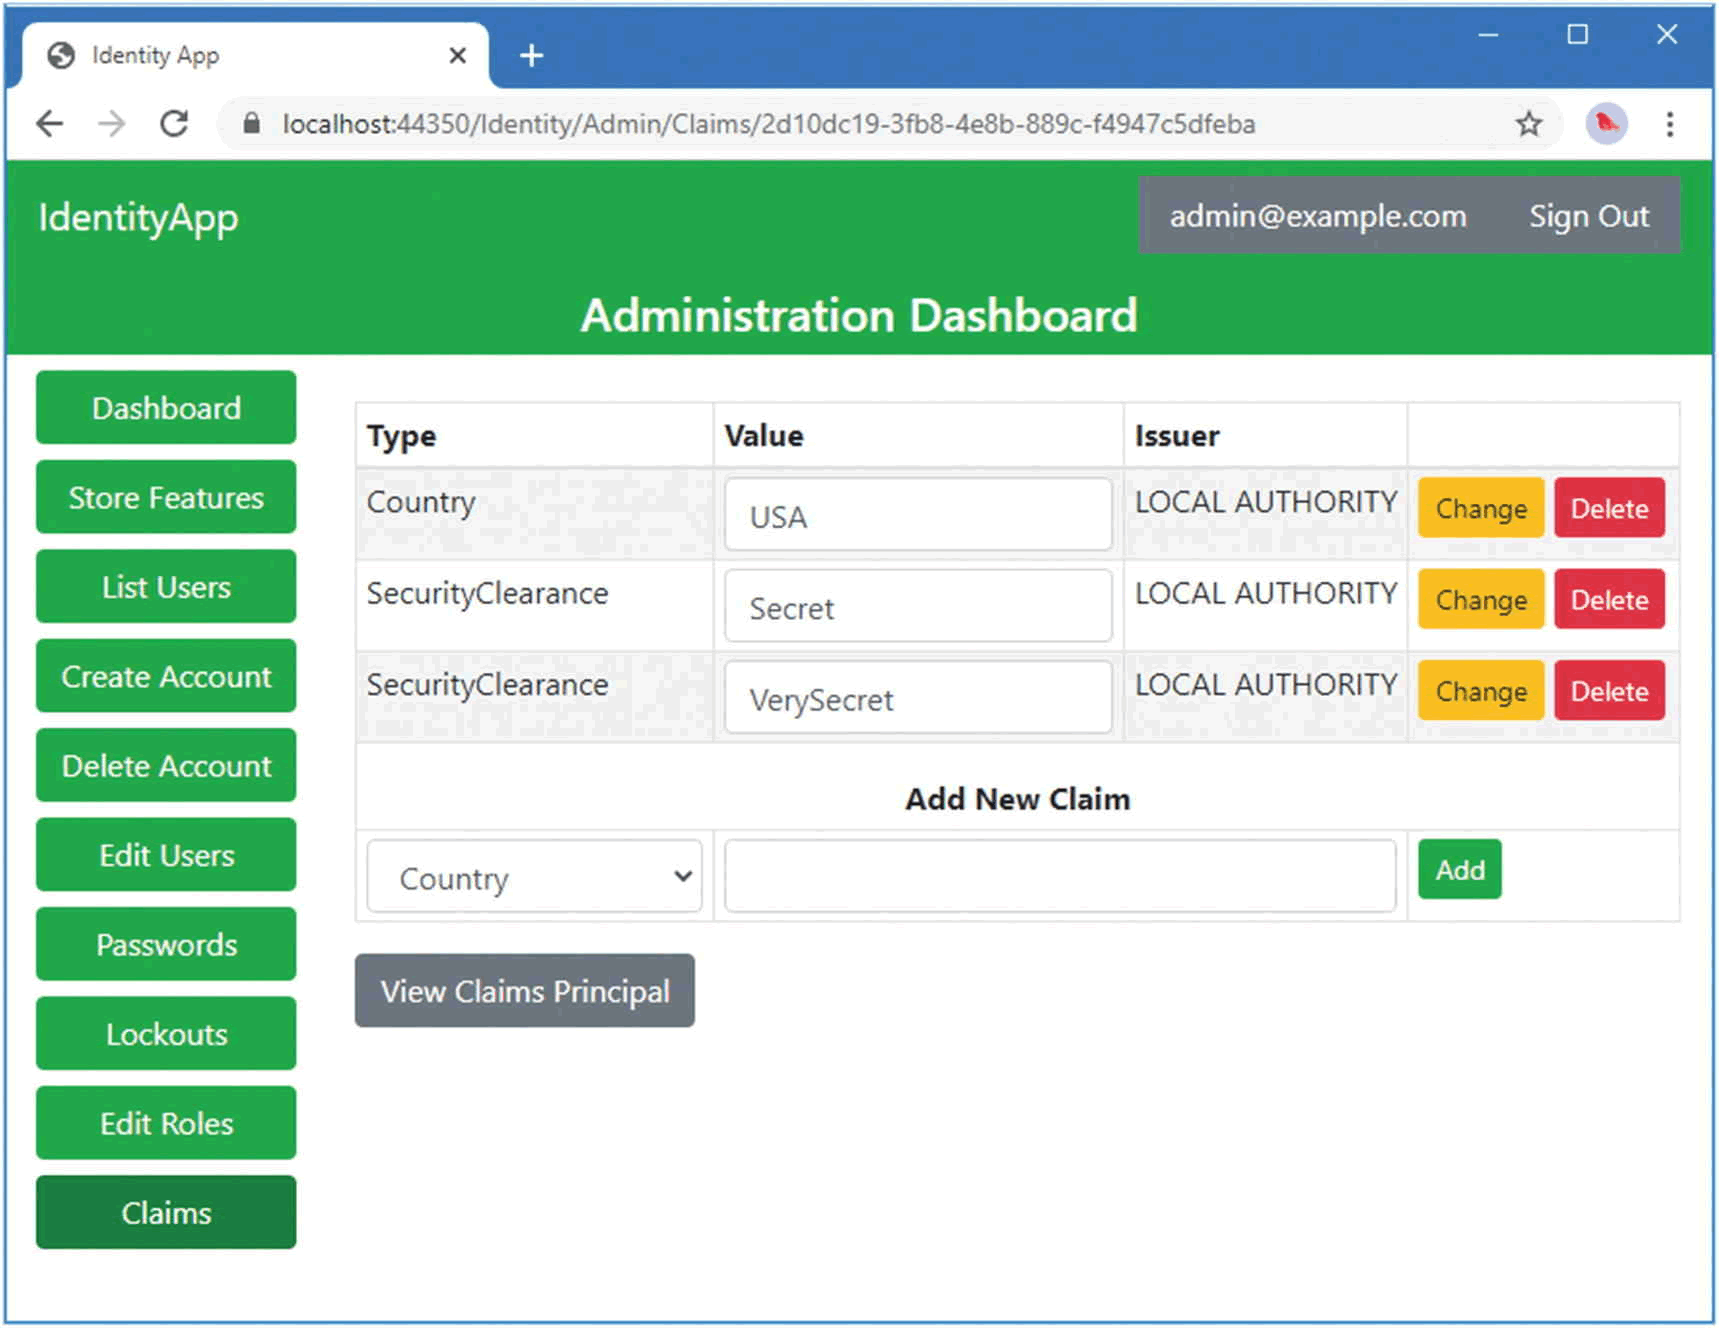 Identity App
localhost:44350/Identity/Admin/Claims/2d10dc19-3fb8-4e8b-889c-f4947c5dfeba
IdentityApp
admin@example.com Sign Out
Administration Dashboard
Dashboard
Store Features
List Users
Create Account
Delete Account
Edit Users
Passwords
Lockouts
Edit Roles
Claims
Type Value Issuer
Country USA LOCAL AUTHORITY Change Delete
SecurityClearance Secret LOCAL AUTHORITY Change Delete
SecurityClearance VerySecret LOCAL AUTHORITY Change Delete
Add New Claim
Country Add
View Claims Principal